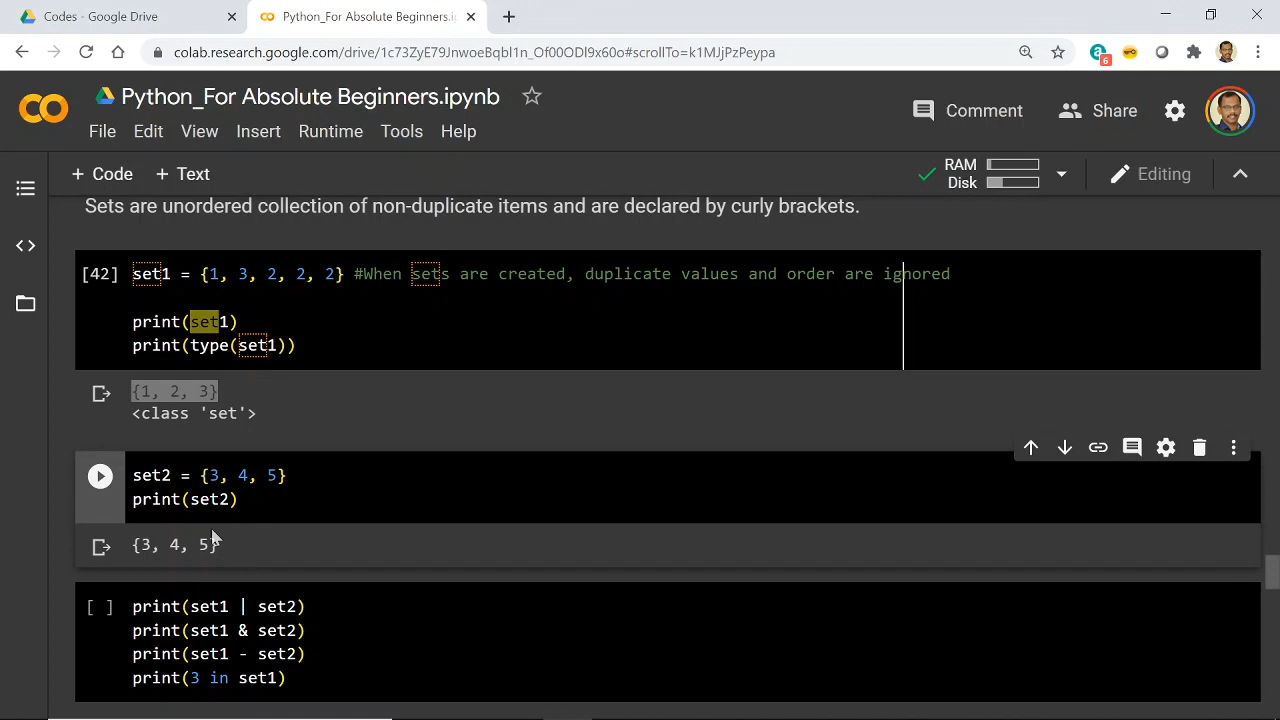 Codes - Google Drive
Python_For Absolute Beginners.i
colab.research.google.com/drive/1c73ZyE79JnwoeBqbl1n_Of00ODl9x60o#scrollTo=k1MJjPzPeypa
6
Python_For Absolute Beginners.ipynb
Comment
Share
File Edit View Insert Runtime Tools Help
+ Code + Text
RAM
Disk
Editing
Sets are unordered collection of non-duplicate items and are declared by curly brackets.
[42] set1 = {1, 3, 2, 2, 2} #When sets are created, duplicate values and order are ignored
print(set1)
print(type(set1))
{1, 2, 3}
<class 'set'>
set2 = {3, 4, 5}
print(set2)
{3, 4, 5}
[ ] print(set1 | set2)
print(set1 & set2)
print(set1 - set2)
print(3 in set1)